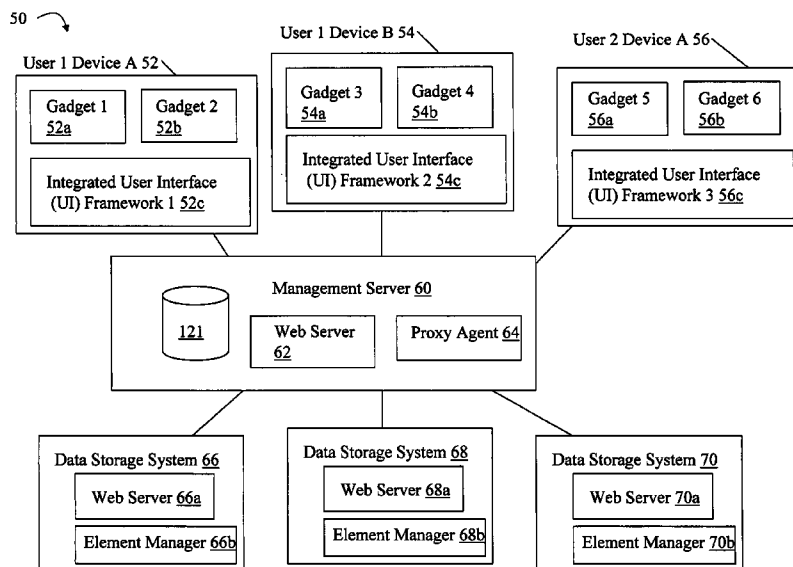 50
User 1 Device A 52
Gadget 1
52a
Gadget 2
52b
Integrated User Interface
(UI) Framework 1 52c
User 1 Device B 54
Gadget 3
54a
Gadget 4
54b
Integrated User Interface
(UI) Framework 2 54c
User 2 Device A 56
Gadget 5
56a
Gadget 6
56b
Integrated User Interface
(UI) Framework 3 56c
Management Server 60
121
Web Server
62
Proxy Agent 64
Data Storage System 66
Web Server 66a
Element Manager 66b
Data Storage System 68
Web Server 68a
Element Manager 68b
Data Storage System 70
Web Server 70a
Element Manager 70b